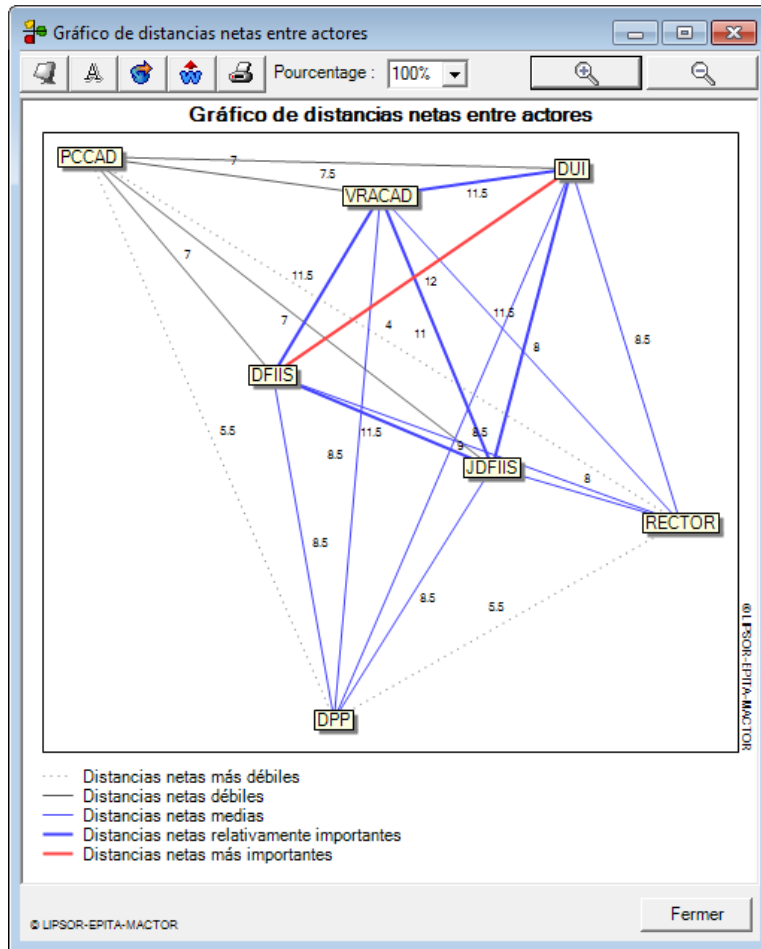 Gráfico de distancias netas entre actores
A
Pourcentage : 100%
Gráfico de distancias netas entre actores
PCCAD
7
7.5
VRACAD
DUI
11.5
7
11.5
12
7
4
11
11.5
8
8.5
DFIIS
5.5
8.5
11.5
8.5
9
JDFIIS
8
RECTOR
8.5
8.5
5.5
DPP
© LIPSOR-EPITA-MACTOR
Distancias netas más débiles
Distancias netas débiles
Distancias netas medias
Distancias netas relativamente importantes
Distancias netas más importantes
© LIPSOR-EPITA-MACTOR
Fermer